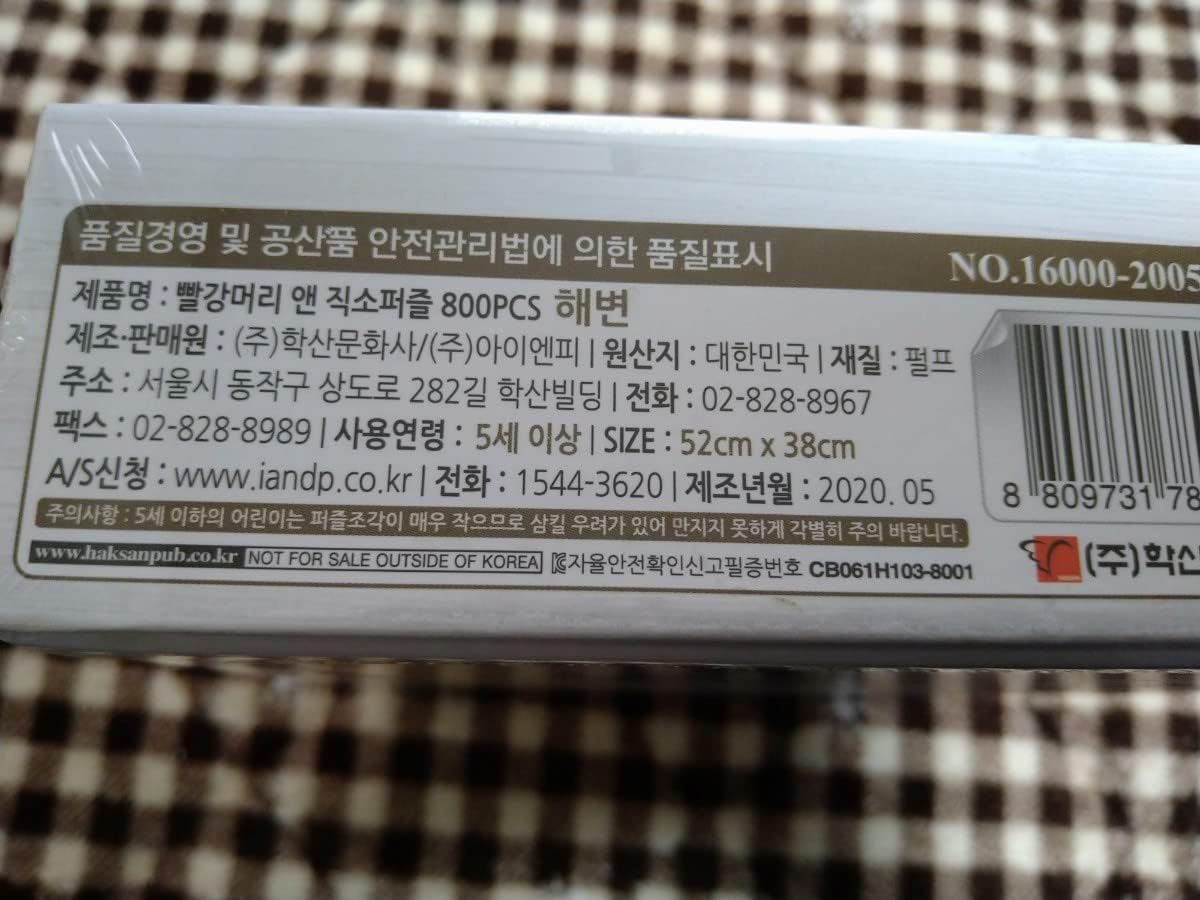 품질경영 및 공산품 안전관리법에 의한 품질표시
NO.16000-2005
제품명 : 빨강머리 앤 직소퍼즐 800PCS 해변
제조·판매원 : (주)학산문화사/(주)아이엔피 | 원산지 : 대한민국 | 재질 : 펄프
주소 : 서울시 동작구 상도로 282길 학산빌딩 | 전화 : 02-828-8967
팩스 : 02-828-8989 | 사용연령 : 5세 이상 | SIZE : 52cm x 38cm
A/S신청 : www.iandp.co.kr | 전화 : 1544-3620 | 제조년월 : 2020. 05
8 809731 78
주의사항 : 5세 이하의 어린이는 퍼즐조각이 매우 작으므로 삼킬 우려가 있어 만지지 못하게 각별히 주의 바랍니다.
www.haksanpub.co.kr NOT FOR SALE OUTSIDE OF KOREA 자율안전확인신고필증번호 CB061H103-8001
(주)학산